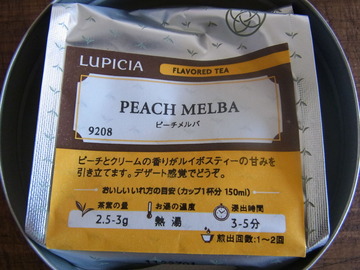 LUPICIA
FLAVORED TEA
PEACH MELBA
ピーチメルバ
9208
ピーチとクリームの香りがルイボスティーの甘みを
引き立てます。デザート感覚でどうぞ。
おいしいいれ方の目安(カップ1杯分 150ml)
茶葉の量 お湯の温度 浸出時間
2.5-3g 熱湯 3-5分
煎出回数:1〜2回